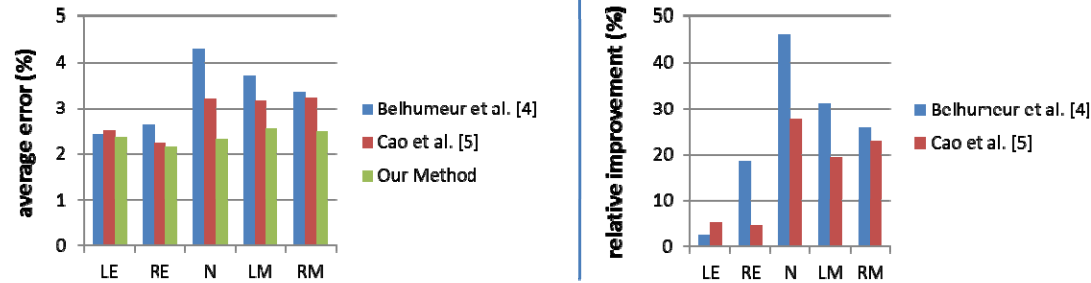 average error (%)
5
4
3
2
1
0
LE RE N LM RM
Belhumeur et al. [4]
Cao et al. [5]
Our Method
relative improvement (%)
50
40
30
20
10
0
LE RE N LM RM
Belhumeur et al. [4]
Cao et al. [5]